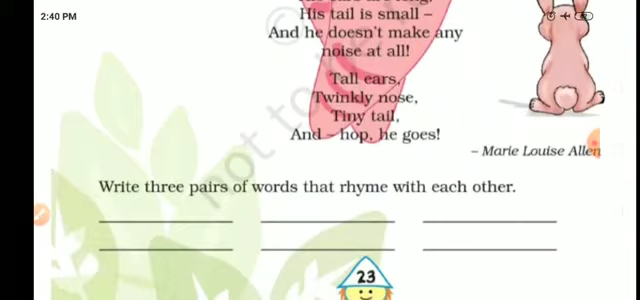 2:40 PM
His tail is small –
And he doesn't make any
noise at all!
Tall ears,
Twinkly nose,
Tiny tail,
And – hop, he goes!
– Marie Louise Allen
Write three pairs of words that rhyme with each other.
23